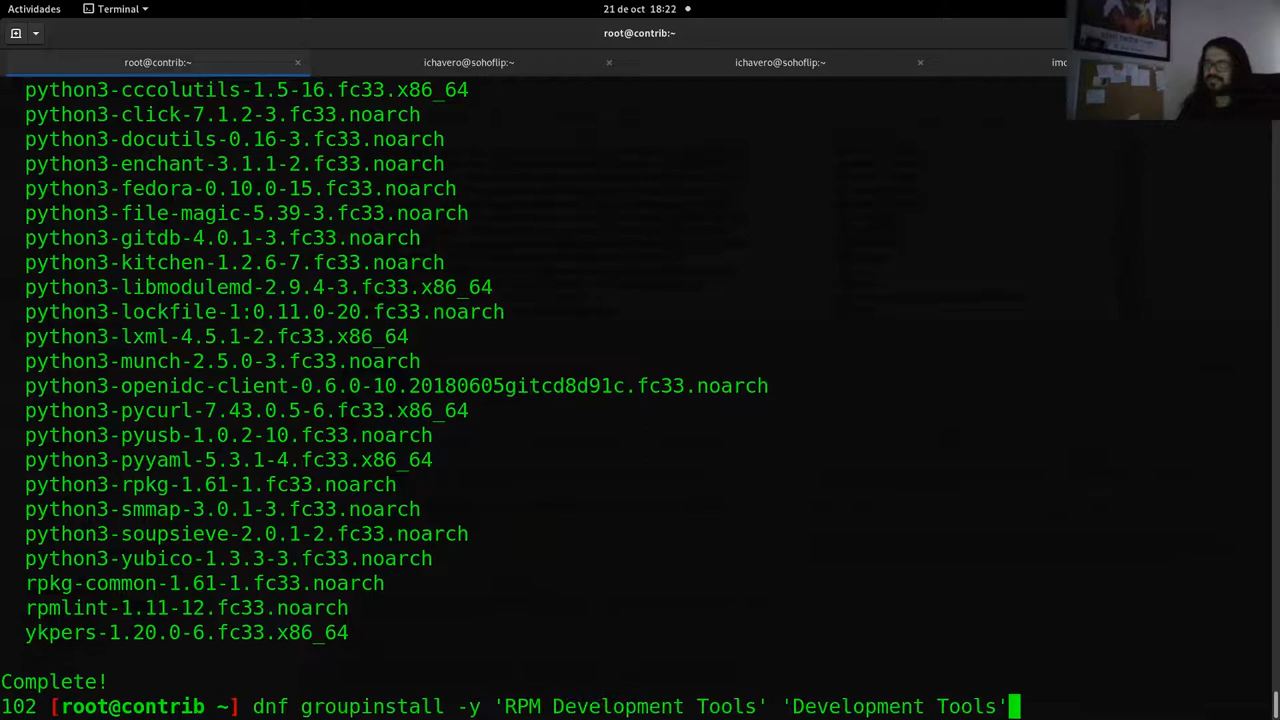 Actividades
Terminal
21 de oct 18:22
root@contrib:~
root@contrib:~
ichavero@sohoflip:~
ichavero@sohoflip:~
python3-cccolutils-1.5-16.fc33.x86_64
python3-click-7.1.2-3.fc33.noarch
python3-docutils-0.16-3.fc33.noarch
python3-enchant-3.1.1-2.fc33.noarch
python3-fedora-0.10.0-15.fc33.noarch
python3-file-magic-5.39-3.fc33.noarch
python3-gitdb-4.0.1-3.fc33.noarch
python3-kitchen-1.2.6-7.fc33.noarch
python3-libmodulemd-2.9.4-3.fc33.x86_64
python3-lockfile-1:0.11.0-20.fc33.noarch
python3-lxml-4.5.1-2.fc33.x86_64
python3-munch-2.5.0-3.fc33.noarch
python3-openidc-client-0.6.0-10.20180605gitcd8d91c.fc33.noarch
python3-pycurl-7.43.0.5-6.fc33.x86_64
python3-pyusb-1.0.2-10.fc33.noarch
python3-pyyaml-5.3.1-4.fc33.x86_64
python3-rpkg-1.61-1.fc33.noarch
python3-smmap-3.0.1-3.fc33.noarch
python3-soupsieve-2.0.1-2.fc33.noarch
python3-yubico-1.3.3-3.fc33.noarch
rpkg-common-1.61-1.fc33.noarch
rpmlint-1.11-12.fc33.noarch
ykpers-1.20.0-6.fc33.x86_64
Complete!
102 [root@contrib ~] dnf groupinstall -y 'RPM Development Tools' 'Development Tools'